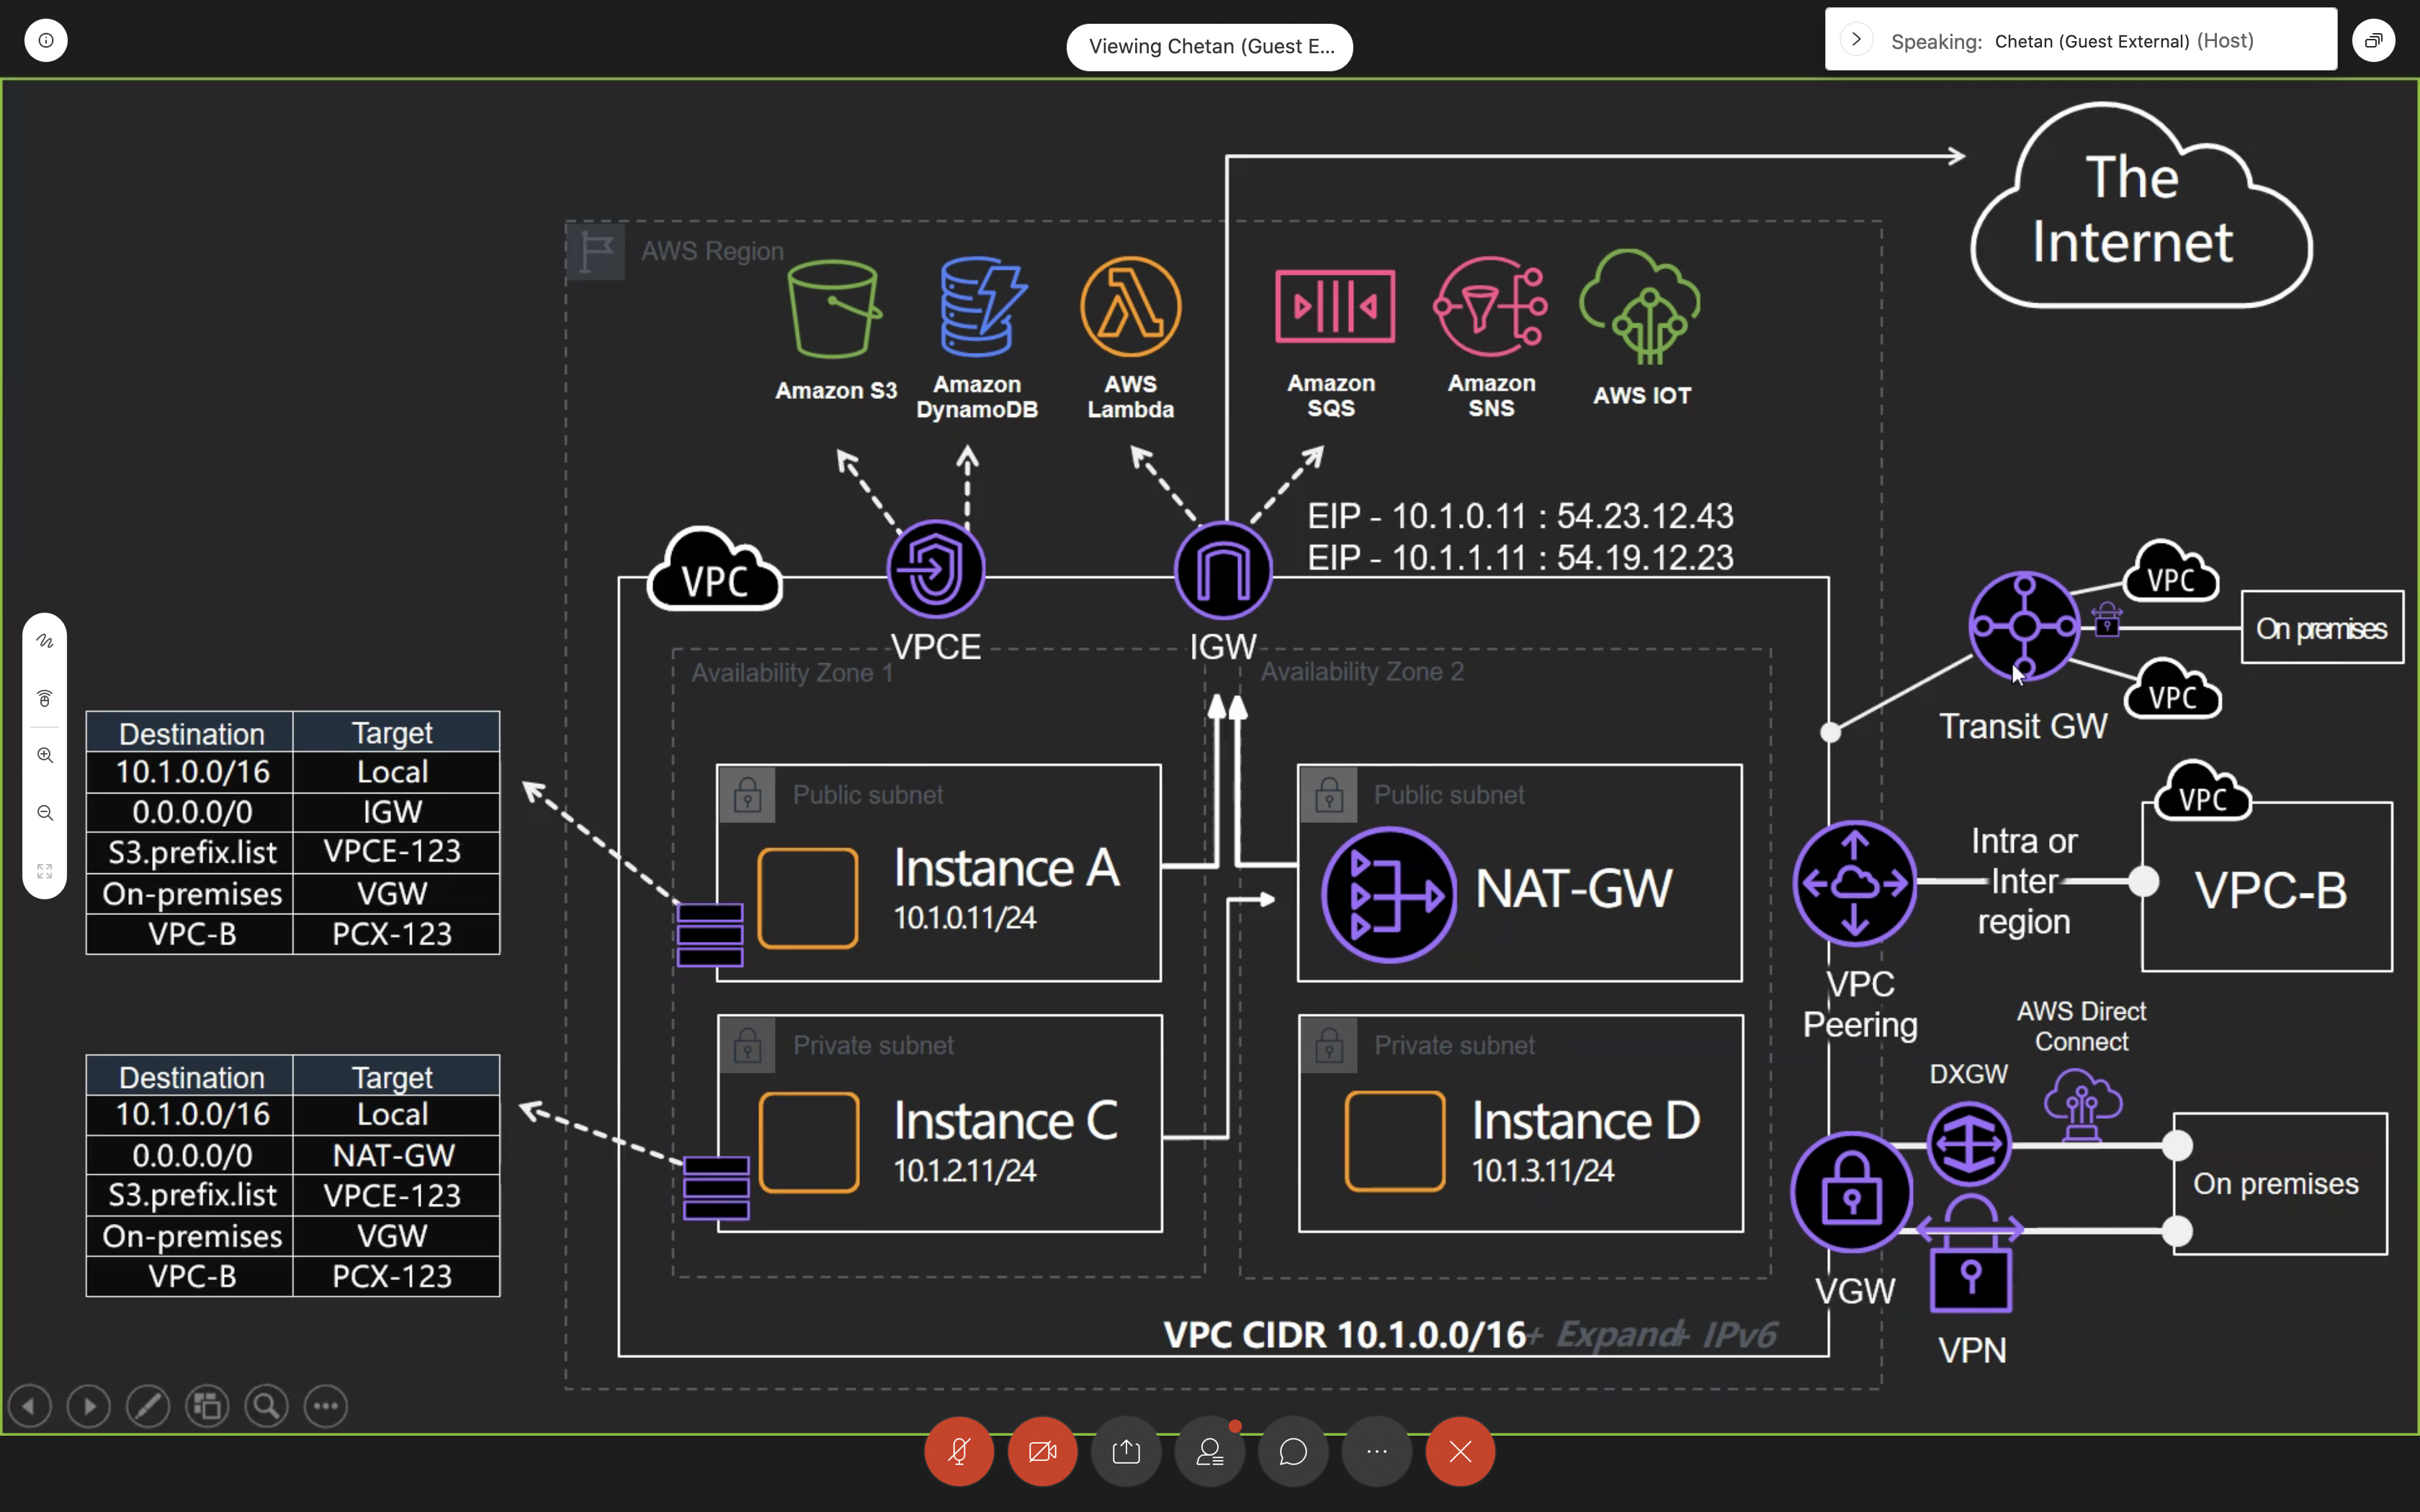 Viewing Chetan (Guest E...
Speaking: Chetan (Guest External) (Host)
The
Internet
AWS Region
Amazon S3
Amazon
DynamoDB
AWS
Lambda
Amazon
SQS
Amazon
SNS
AWS IOT
EIP - 10.1.0.11 : 54.23.12.43
EIP - 10.1.1.11 : 54.19.12.23
VPC
VPCE
IGW
VPC
On premises
VPC
Transit GW
Availability Zone 1
Availability Zone 2
Destination Target
10.1.0.0/16 Local
0.0.0.0/0 IGW
S3.prefix.list VPCE-123
On-premises VGW
VPC-B PCX-123
Public subnet
Instance A
10.1.0.11/24
Public subnet
NAT-GW
VPC
Peering
Intra or
Inter
region
VPC
VPC-B
Destination Target
10.1.0.0/16 Local
0.0.0.0/0 NAT-GW
S3.prefix.list VPCE-123
On-premises VGW
VPC-B PCX-123
Private subnet
Instance C
10.1.2.11/24
Private subnet
Instance D
10.1.3.11/24
AWS Direct
Connect
DXGW
On premises
VGW
VPN
VPC CIDR 10.1.0.0/16 + Expand + IPv6